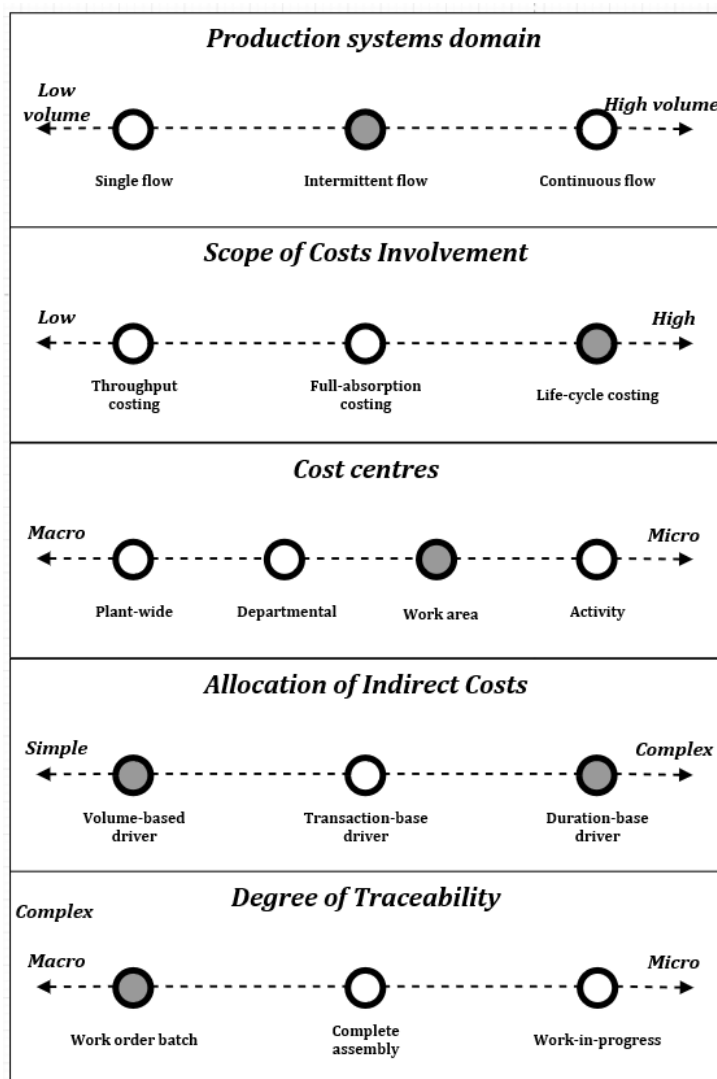 Production systems domain
Low
volume
High volume
Single flow
Intermittent flow
Continuous flow
Scope of Costs Involvement
Low
High
Throughput
costing
Full-absorption
costing
Life-cycle costing
Cost centres
Macro
Micro
Plant-wide
Departmental
Work area
Activity
Allocation of Indirect Costs
Simple
Complex
Volume-based
driver
Transaction-base
driver
Duration-base
driver
Degree of Traceability
Complex
Macro
Micro
Work order batch
Complete
assembly
Work-in-progress